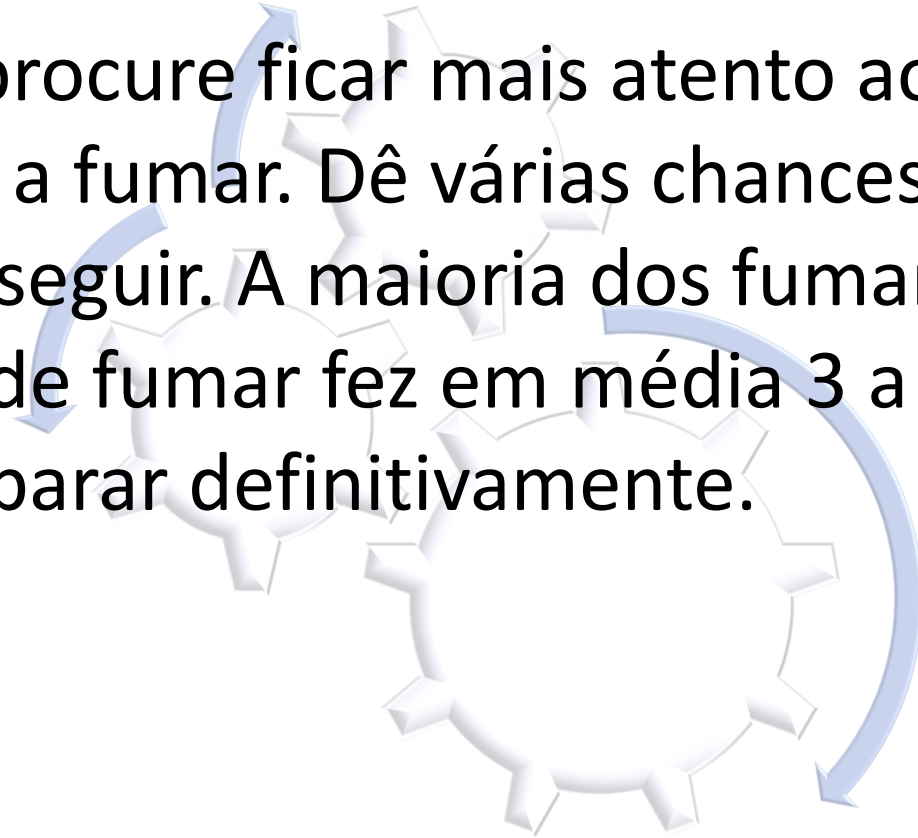 procure ficar mais atento ao
a fumar. Dê várias chances
seguir. A maioria dos fumar
de fumar fez em média 3 a
parar definitivamente.